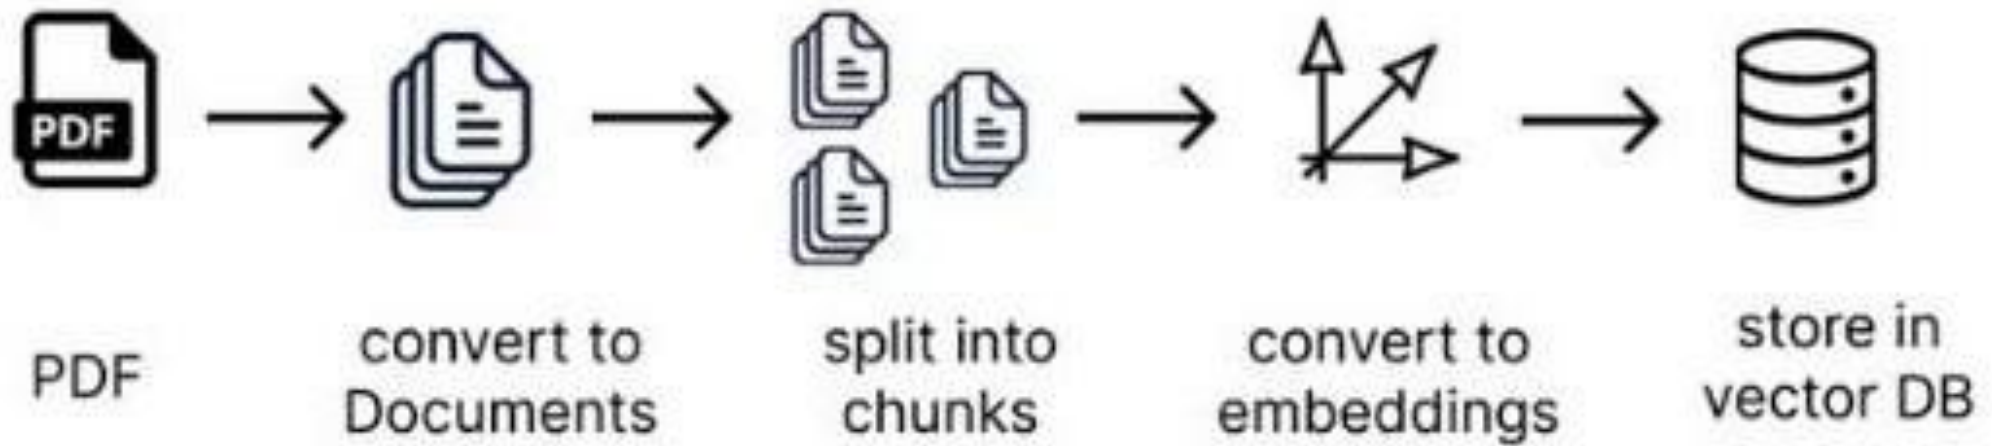 PDF
PDF
convert to
Documents
split into
chunks
convert to
embeddings
store in
vector DB